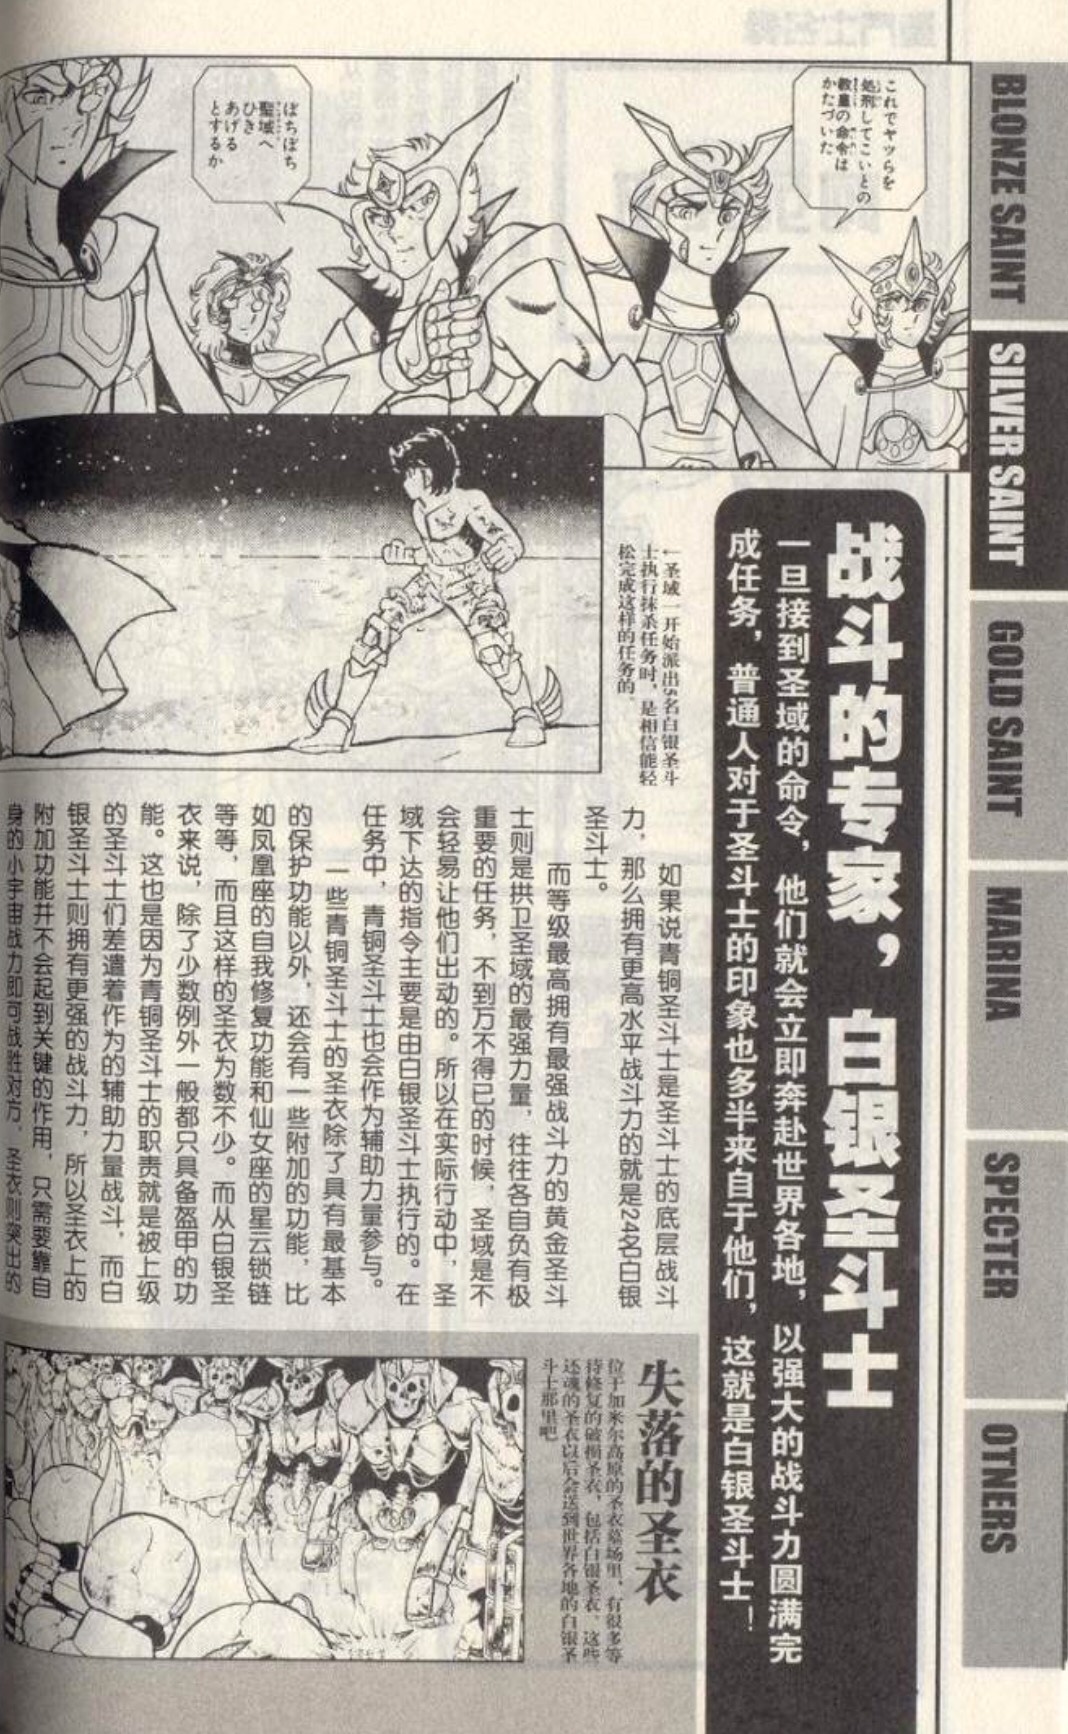 BLONZE SAINT
SILVER SAINT
GOLD SAINT
MARINA
SPECTER
OTNERS
これでヤツらを
処刑してこいとの
教皇の命令は
かたづいた
ぼちぼち
聖域へ
ひき
あげる
とするか
战斗的专家，白银圣斗士
一旦接到圣域的命令，他们就会立即奔赴世界各地，以强大的战斗力圆满完
成任务，普通人对于圣斗士的印象也多半来自于他们，这就是白银圣斗士！
←圣域一开始派出5名白银圣斗
士执行抹杀任务时，是相信能轻
松完成这样的任务的。
如果说青铜圣斗士是圣斗士的底层战斗
力，那么拥有更高水平战斗力的就是24名白银
圣斗士。
而等级最高拥有最强战斗力的黄金圣斗
士则是拱卫圣域的最强力量，往往各自负有极
重要的任务，不到万不得已的时候，圣域是不
会轻易让他们出动的。所以在实际行动中，圣
域下达的指令主要是由白银圣斗士执行的。在
任务中，青铜圣斗士也会作为辅助力量参与。
一些青铜圣斗士的圣衣除了具有最基本
的保护功能以外，还会有一些附加的功能，比
如凤凰座的自我修复功能和仙女座的星云锁链
等等，而且这样的圣衣为数不少。而从白银圣
衣来说，除了少数例外一般都只具备盔甲的功
能。这也是因为青铜圣斗士的职责就是被上级
的圣斗士们差遣着作为的辅助力量战斗，而白
银圣斗士则拥有更强的战斗力，所以圣衣上的
附加功能并不会起到关键的作用，只需要靠自
身的小宇宙战力即可战胜对方，圣衣则突出的
失落的圣衣
位于加米尔高原的圣衣墓场里，有很多等
待修复的破损圣衣，包括白银圣衣，这些
还魂的圣衣以后会送到世界各地的白银圣
斗士那里吧